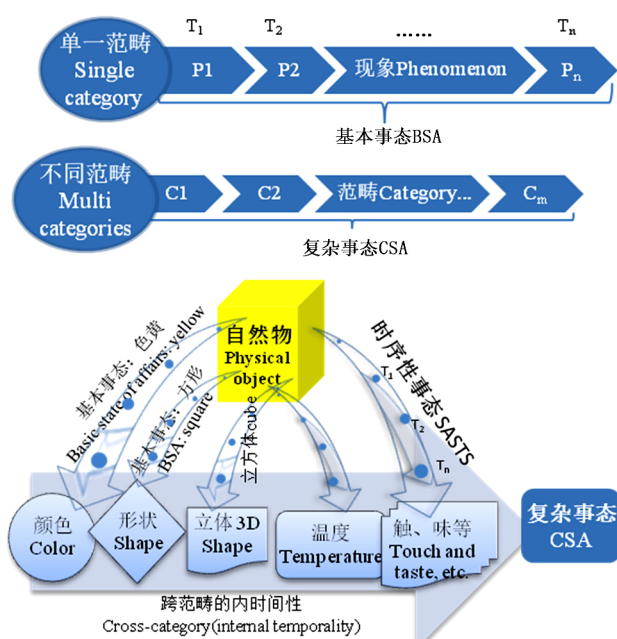 T1 T2 …… Tn
单一范畴
Single
category
P1 P2 现象Phenomenon Pn
基本事态BSA
不同范畴
Multi
categories
C1 C2 范畴Category... Cm
复杂事态CSA
自然物
Physical
object
基本事态：色黄
Basic state of affairs: yellow
基本事态：方形
BSA: square
立方体cube
时序性事态SASTS
T1
T2
Tn
颜色
Color
形状
Shape
立体 3D
Shape
温度
Temperature
触、味等
Touch and
taste, etc.
复杂事态
CSA
跨范畴的内时间性
Cross-category(internal temporality)